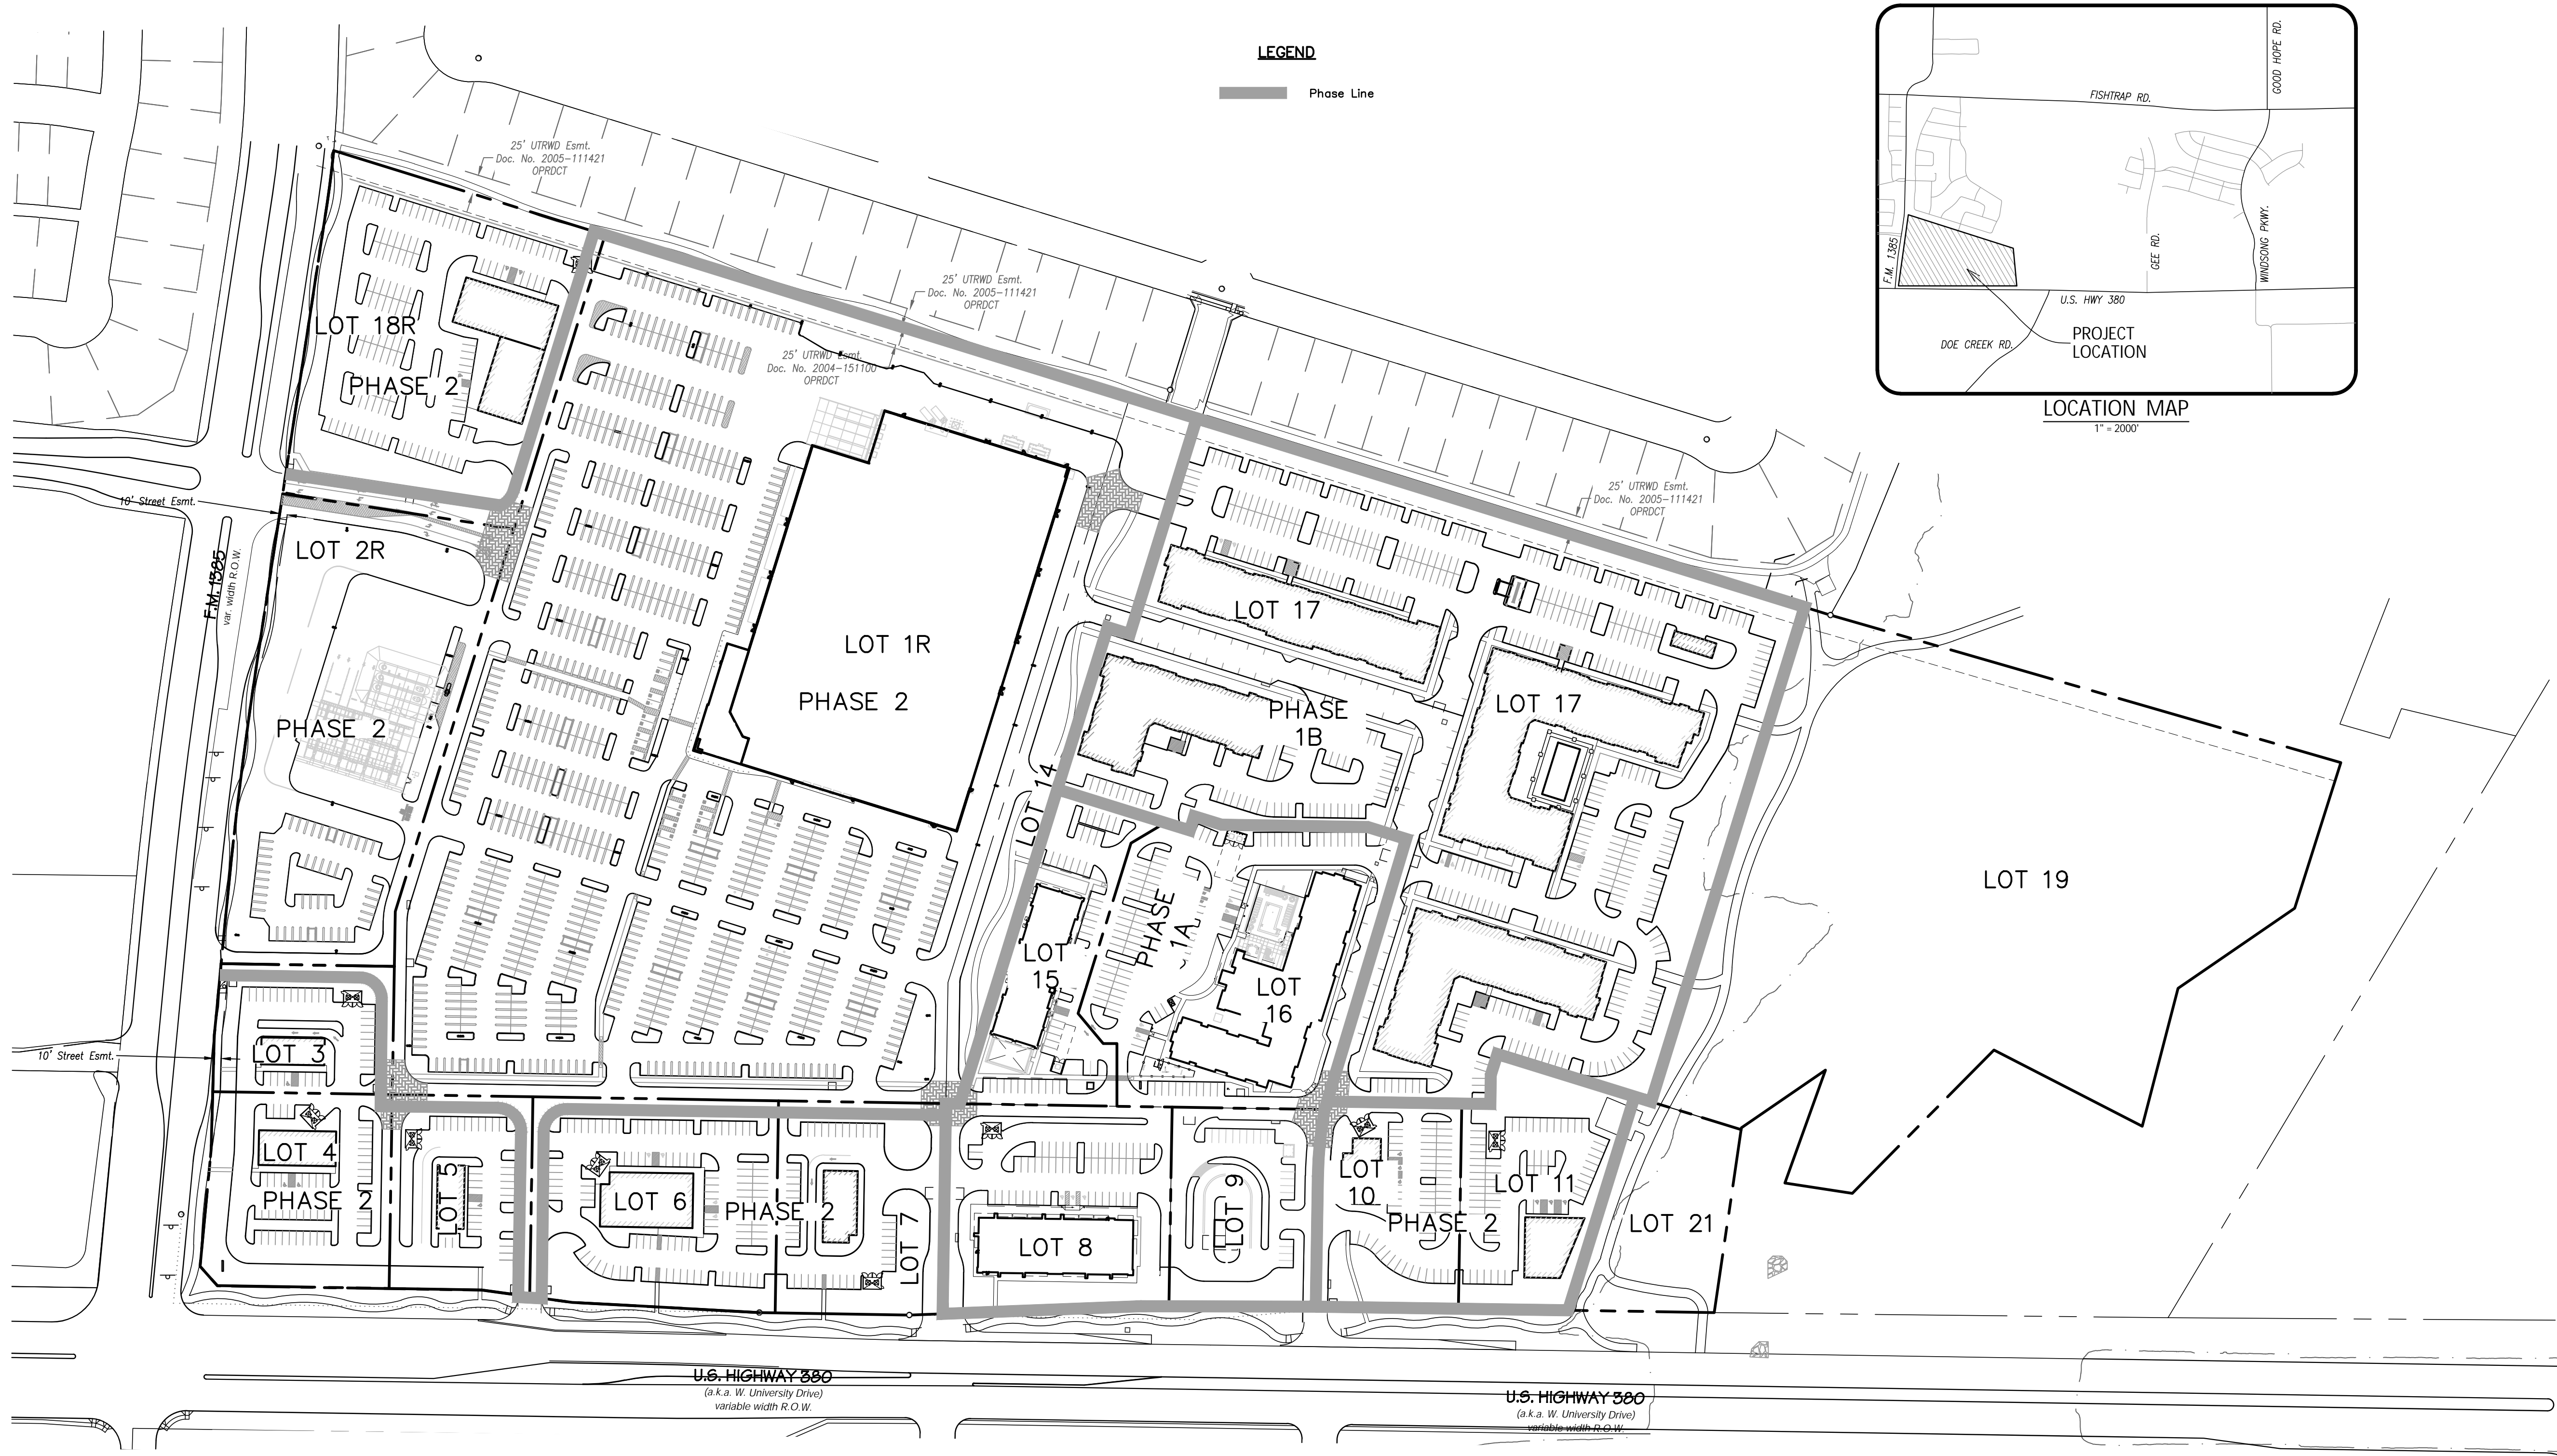 LEGEND
Phase Line
GOOD HOPE RD.
FISHTRAP RD.
F.M. 1385
GEE RD.
WINDSONG PKWY.
U.S. HWY 380
DOE CREEK RD.
PROJECT
LOCATION
LOCATION MAP
1" = 2000'
25' UTRWD Esmt.
Doc. No. 2005-111421
OPRDCT
25' UTRWD Esmt.
Doc. No. 2005-111421
OPRDCT
25' UTRWD Esmt.
Doc. No. 2004-151100
OPRDCT
25' UTRWD Esmt.
Doc. No. 2005-111421
OPRDCT
LOT 18R
PHASE 2
10' Street Esmt.
LOT 2R
F.M. 1385
var. width R.O.W.
PHASE 2
LOT 1R
PHASE 2
LOT 14
LOT 17
PHASE
1B
LOT 17
LOT 19
PHASE
1A
LOT
15
LOT
16
10' Street Esmt.
LOT 3
LOT 4
PHASE 2
LOT 5
LOT 6
PHASE 2
LOT 7
LOT 8
LOT 9
LOT
10
LOT 11
PHASE 2
LOT 21
U.S. HIGHWAY 380
(a.k.a. W. University Drive)
variable width R.O.W.
U.S. HIGHWAY 380
(a.k.a. W. University Drive)
variable width R.O.W.